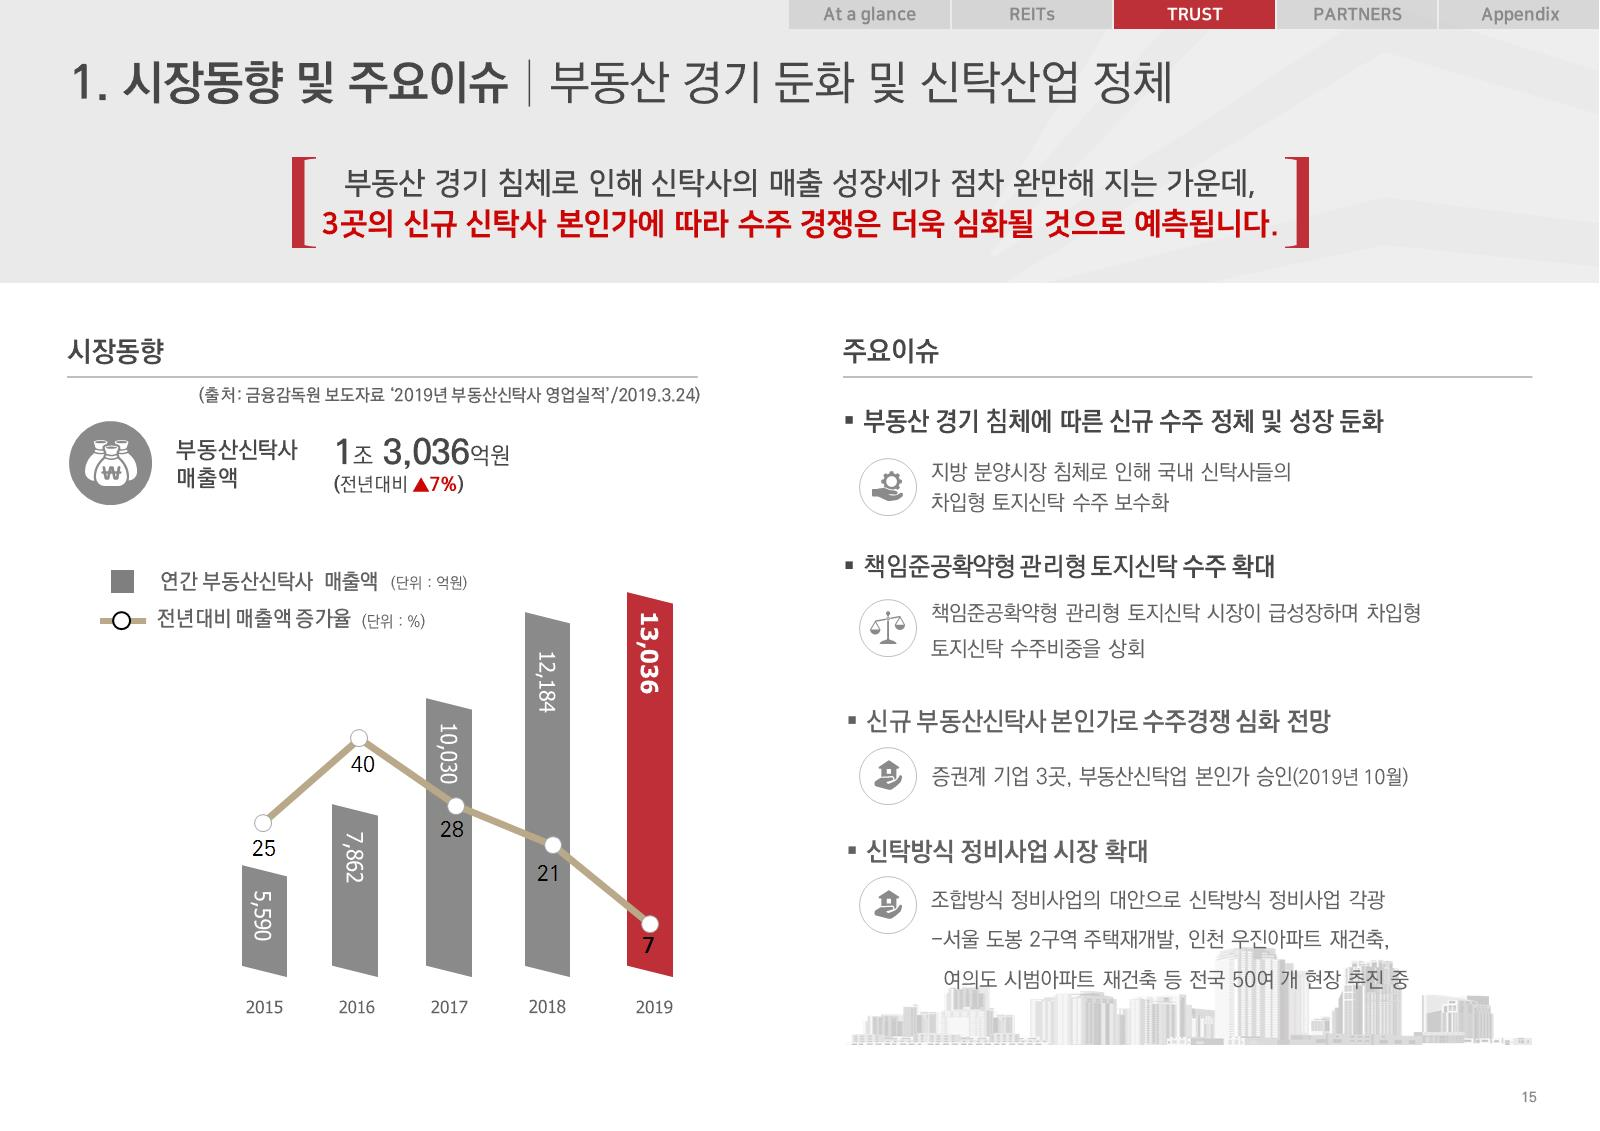 At a glance
REITs
TRUST
PARTNERS
Appendix
1. 시장동향 및 주요이슈 | 부동산 경기 둔화 및 신탁산업 정체
부동산 경기 침체로 인해 신탁사의 매출 성장세가 점차 완만해 지는 가운데,
3곳의 신규 신탁사 본인가에 따라 수주 경쟁은 더욱 심화될 것으로 예측됩니다.
시장동향
(출처: 금융감독원 보도자료 ‘2019년 부동산신탁사 영업실적’/2019.3.24)
부동산신탁사
매출액
1조 3,036억원
(전년대비 ▲7%)
연간 부동산신탁사 매출액 (단위 : 억원)
전년대비 매출액 증가율 (단위 : %)
13,036
12,184
10,030
7,862
5,590
40
25
28
21
7
2015
2016
2017
2018
2019
주요이슈
▪ 부동산 경기 침체에 따른 신규 수주 정체 및 성장 둔화
지방 분양시장 침체로 인해 국내 신탁사들의
차입형 토지신탁 수주 보수화
▪ 책임준공확약형 관리형 토지신탁 수주 확대
책임준공확약형 관리형 토지신탁 시장이 급성장하며 차입형
토지신탁 수주비중을 상회
▪ 신규 부동산신탁사 본인가로 수주경쟁 심화 전망
증권계 기업 3곳, 부동산신탁업 본인가 승인(2019년 10월)
▪ 신탁방식 정비사업 시장 확대
조합방식 정비사업의 대안으로 신탁방식 정비사업 각광
-서울 도봉 2구역 주택재개발, 인천 우진아파트 재건축,
여의도 시범아파트 재건축 등 전국 50여 개 현장 추진 중
15